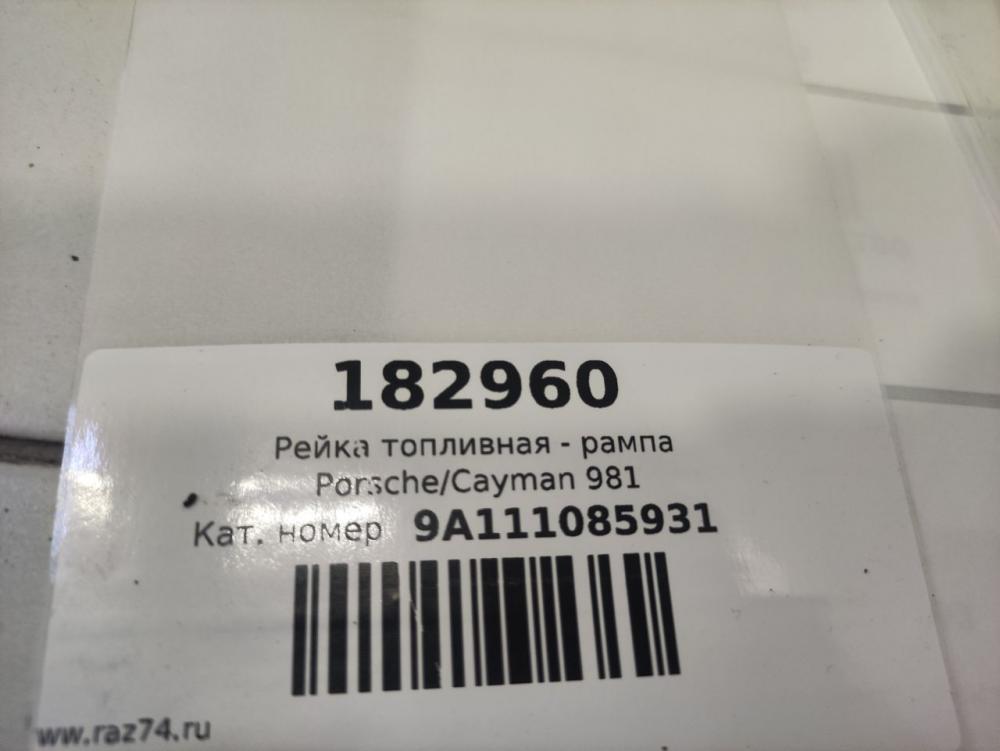 182960
Рейка топливная - рампа
Porsche/Cayman 981
Кат. номер 9A111085931
www.raz74.ru